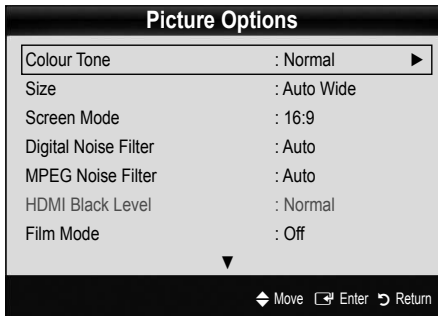 Picture Options
Colour Tone : Normal ►
Size : Auto Wide
Screen Mode : 16:9
Digital Noise Filter : Auto
MPEG Noise Filter : Auto
HDMI Black Level : Normal
Film Mode : Off
▼
Move Enter Return